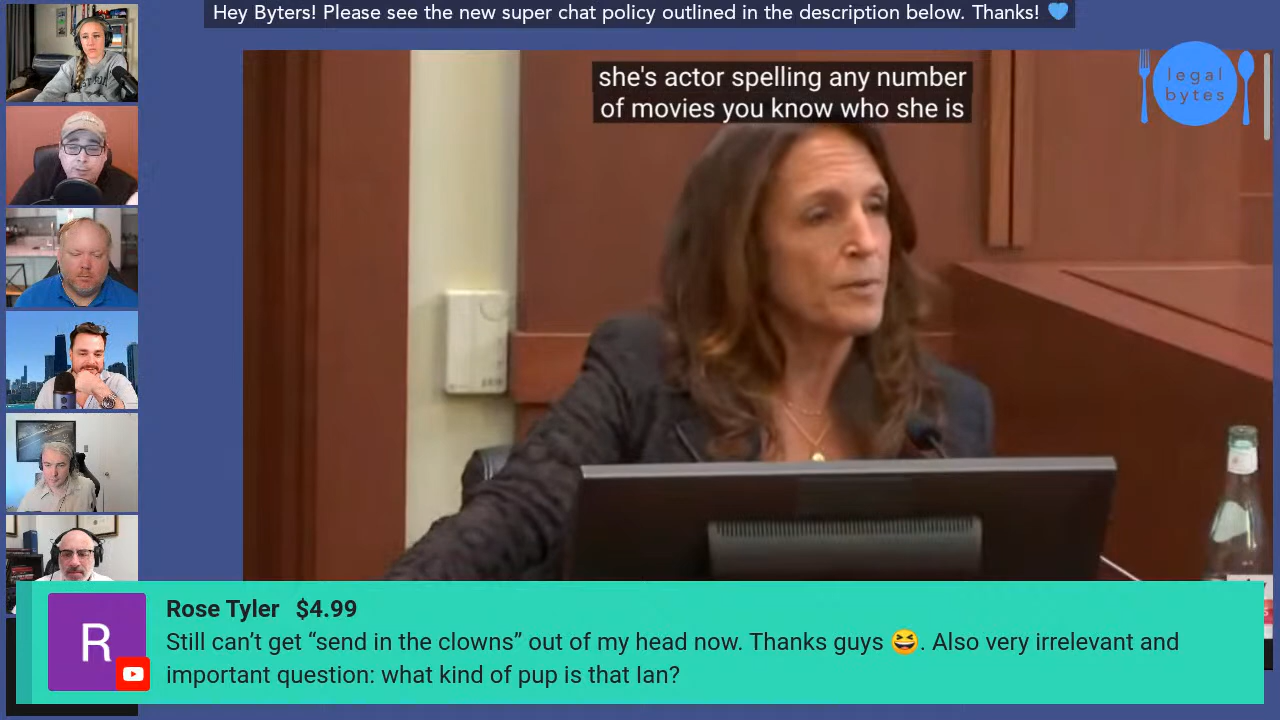 Hey Byters! Please see the new super chat policy outlined in the description below. Thanks! 💙
she's actor spelling any number
of movies you know who she is
legal
bytes
Rose Tyler $4.99
Still can’t get “send in the clowns” out of my head now. Thanks guys 😆. Also very irrelevant and
important question: what kind of pup is that Ian?
R